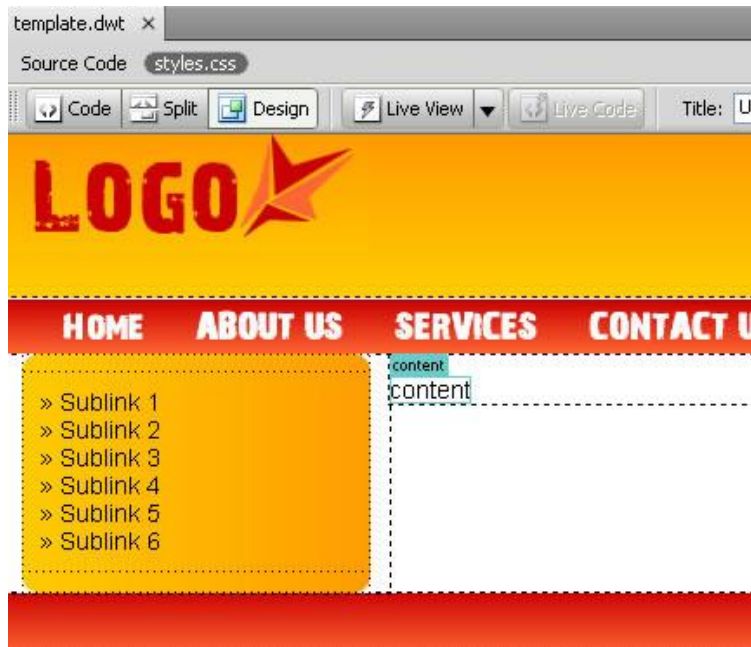 template.dwt ×
Source Code styles.css
Code Split Design Live View Live Code Title: U
LOGO
HOME ABOUT US SERVICES CONTACT U
content
content
» Sublink 1
» Sublink 2
» Sublink 3
» Sublink 4
» Sublink 5
» Sublink 6